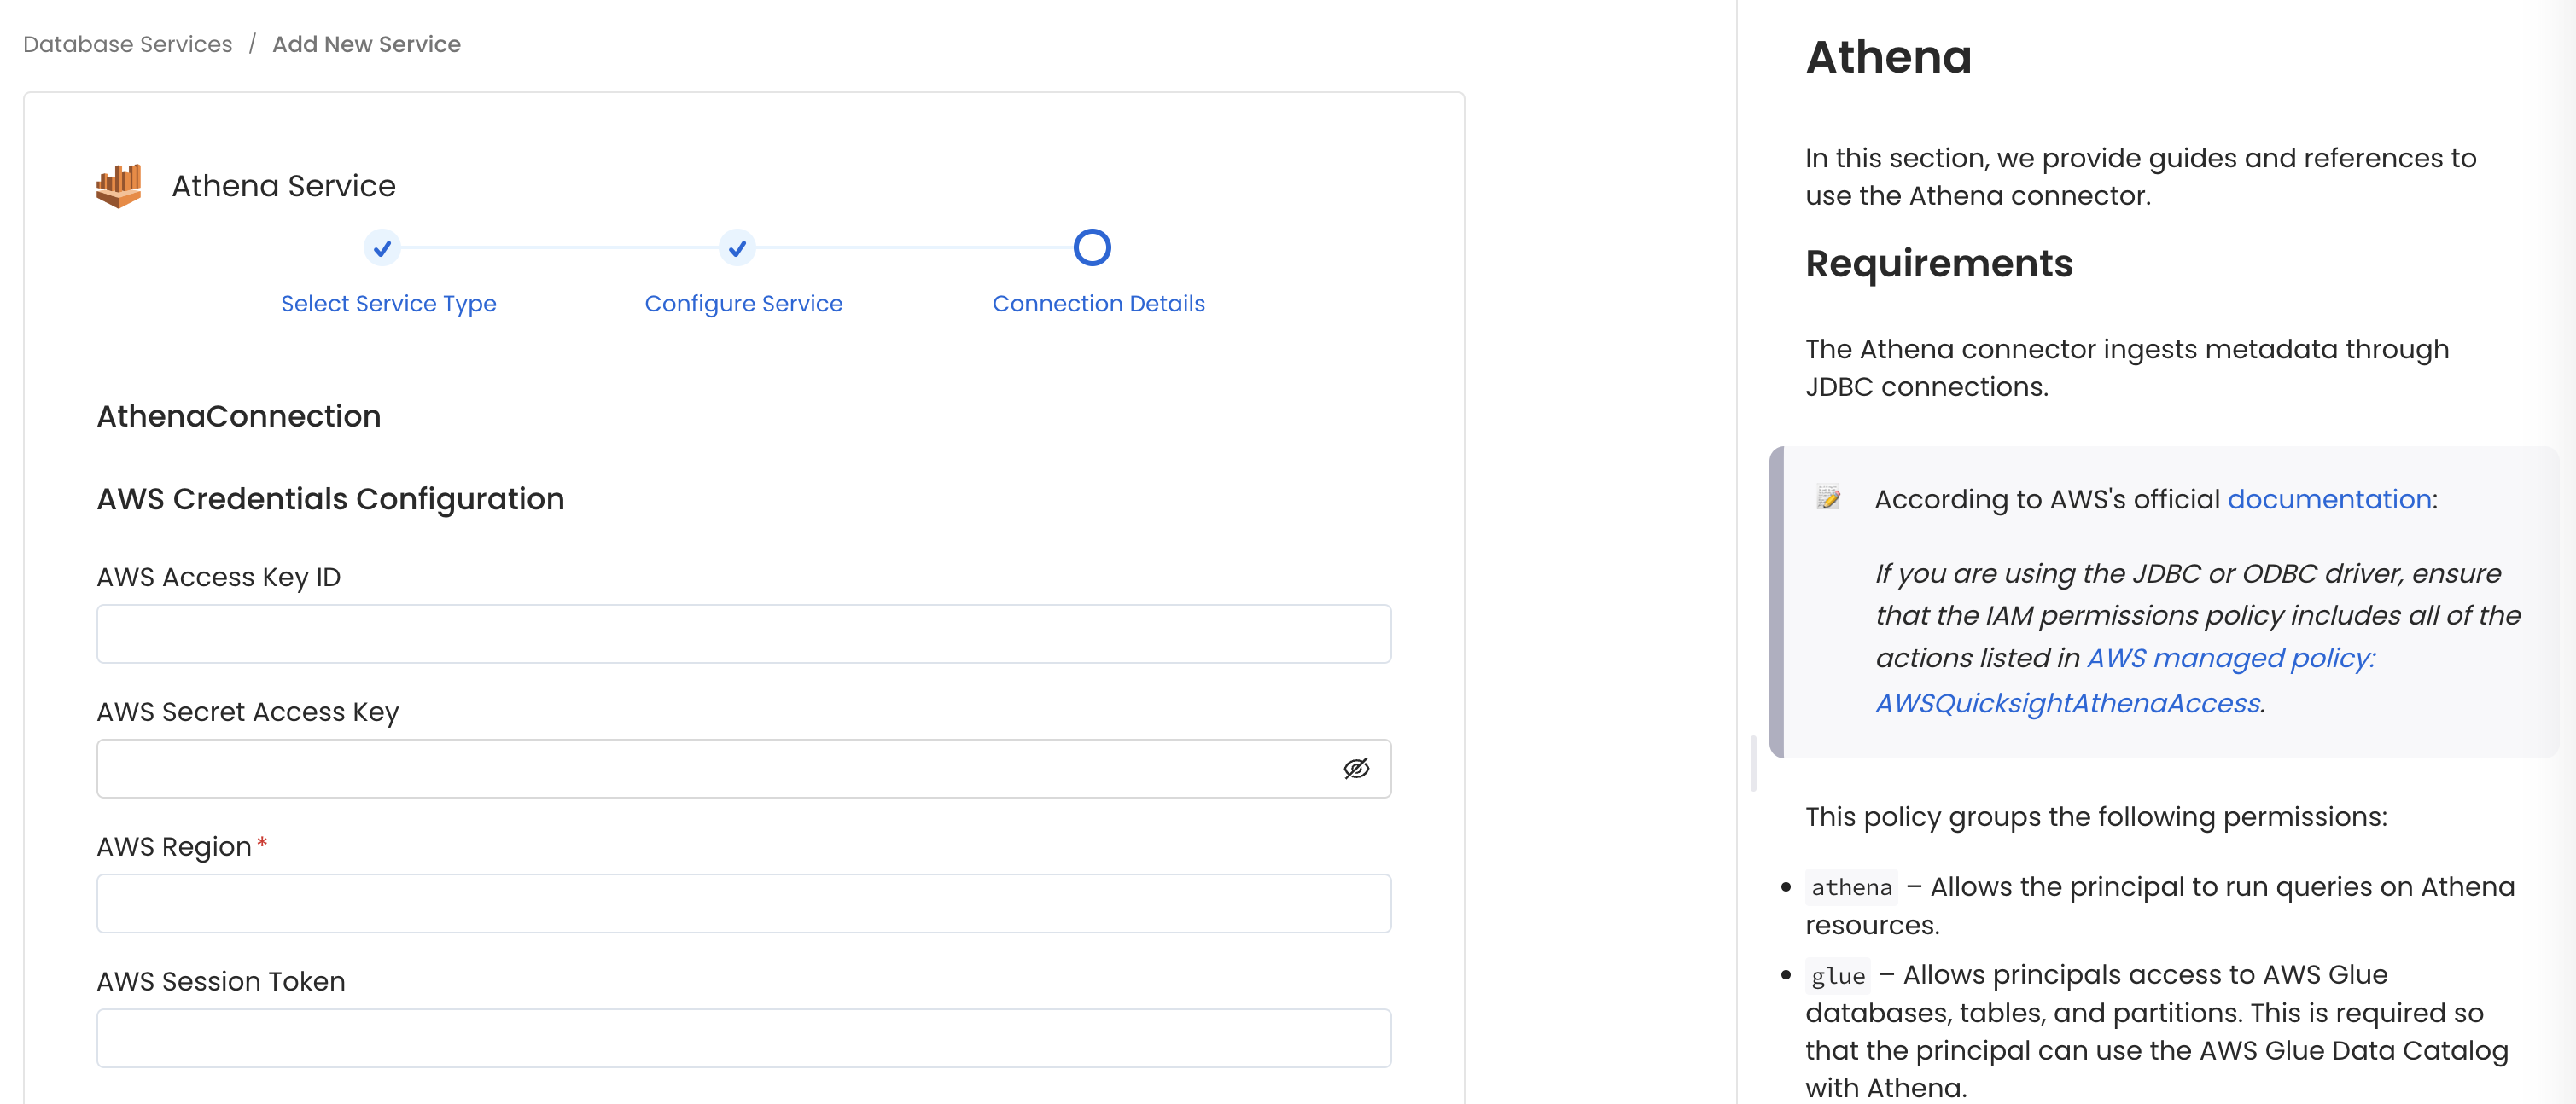 Database Services / Add New Service
Athena Service
Select Service Type
Configure Service
Connection Details
AthenaConnection
AWS Credentials Configuration
AWS Access Key ID
AWS Secret Access Key
AWS Region *
AWS Session Token
Athena
In this section, we provide guides and references to
use the Athena connector.
Requirements
The Athena connector ingests metadata through
JDBC connections.
According to AWS's official documentation:
If you are using the JDBC or ODBC driver, ensure
that the IAM permissions policy includes all of the
actions listed in AWS managed policy:
AWSQuicksightAthenaAccess.
This policy groups the following permissions:
• athena – Allows the principal to run queries on Athena
resources.
• glue – Allows principals access to AWS Glue
databases, tables, and partitions. This is required so
that the principal can use the AWS Glue Data Catalog
with Athena.